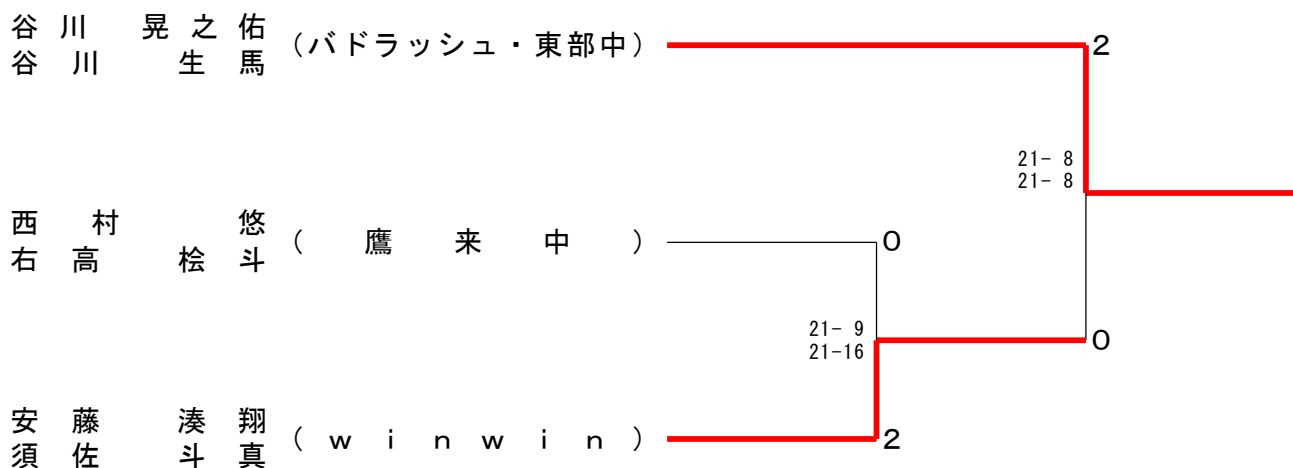 谷川 晃之佑
谷川 生馬
(バドラッシュ・東部中)
2
21- 8
21- 8
西村 悠
右高 桧斗
(鷹来中)
0
21- 9
21-16
0
安藤 湊翔
須佐 斗真
(ｗｉｎｗｉｎ)
2